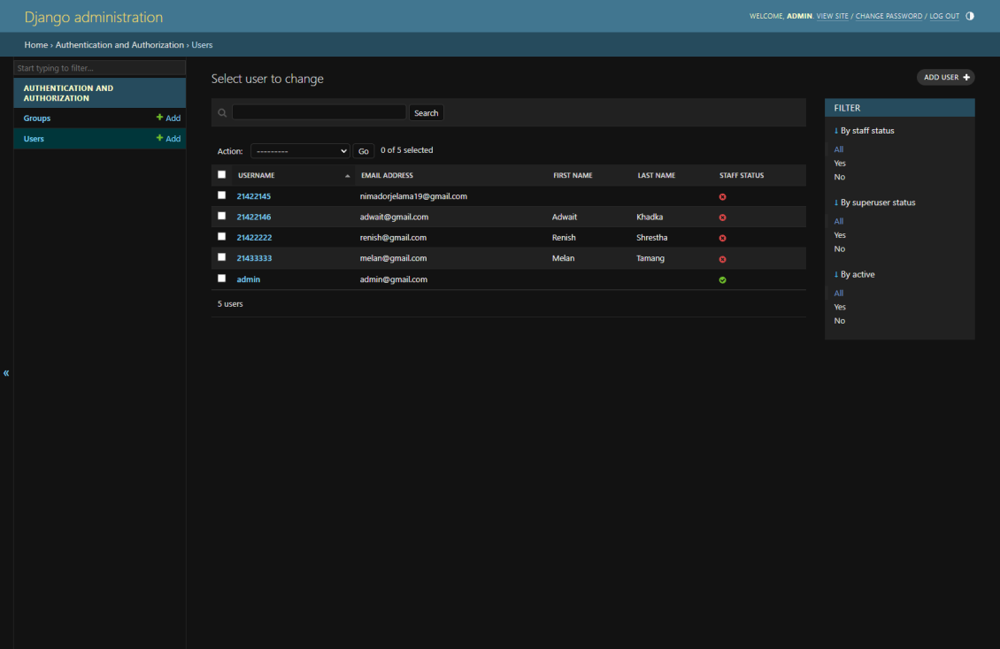 Django administration
WELCOME, ADMIN. VIEW SITE / CHANGE PASSWORD / LOG OUT
Home › Authentication and Authorization › Users
Start typing to filter...
AUTHENTICATION AND
AUTHORIZATION
Groups + Add
Users + Add
«
Select user to change
ADD USER +
Search
Action: --------- Go 0 of 5 selected
USERNAME EMAIL ADDRESS FIRST NAME LAST NAME STAFF STATUS
21422145 nimadorjelama19@gmail.com
21422146 adwait@gmail.com Adwait Khadka
21422222 renish@gmail.com Renish Shrestha
21433333 melan@gmail.com Melan Tamang
admin admin@gmail.com
5 users
FILTER
↓ By staff status
All
Yes
No
↓ By superuser status
All
Yes
No
↓ By active
All
Yes
No